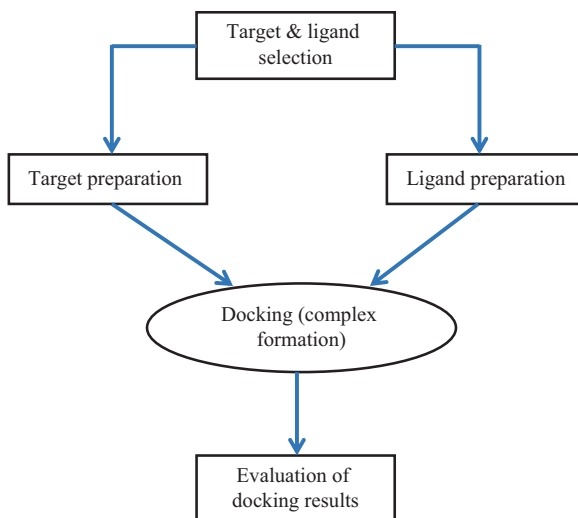 Target & ligand
selection
Target preparation
Ligand preparation
Docking (complex
formation)
Evaluation of
docking results